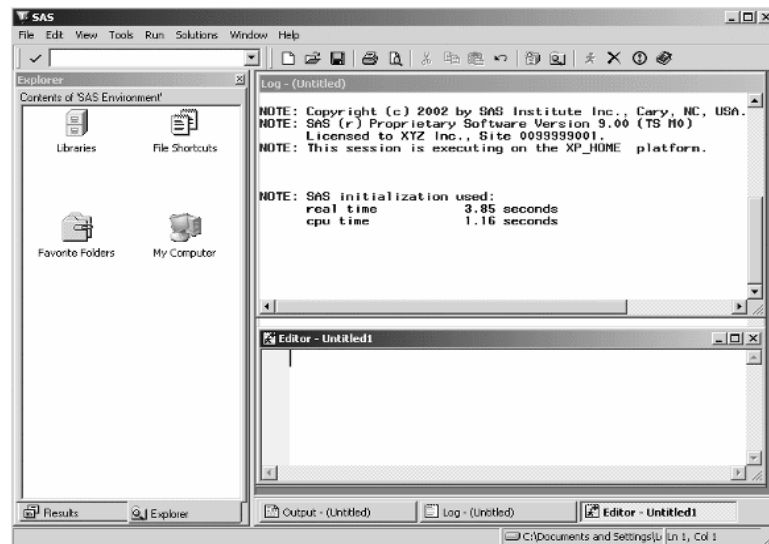 SAS
File Edit View Tools Run Solutions Window Help
Explorer
Contents of 'SAS Environment'
Libraries
File Shortcuts
Favorite Folders
My Computer
Log - (Untitled)
NOTE: Copyright (c) 2002 by SAS Institute Inc., Cary, NC, USA.
NOTE: SAS (r) Proprietary Software Version 9.00 (TS M0)
Licensed to XYZ Inc., Site 0099999001.
NOTE: This session is executing on the XP_HOME platform.
NOTE: SAS initialization used:
real time 3.85 seconds
cpu time 1.16 seconds
Editor - Untitled1
Results
Explorer
Output - (Untitled)
Log - (Untitled)
Editor - Untitled1
C:\Documents and Settings\L
Ln 1, Col 1